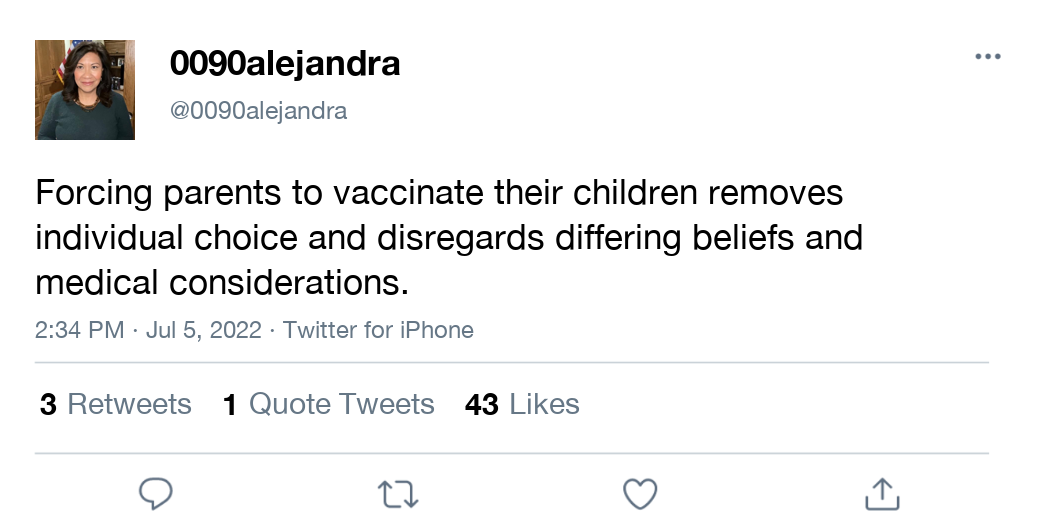 0090alejandra
@0090alejandra
Forcing parents to vaccinate their children removes
individual choice and disregards differing beliefs and
medical considerations.
2:34 PM · Jul 5, 2022 · Twitter for iPhone
3 Retweets 1 Quote Tweets 43 Likes